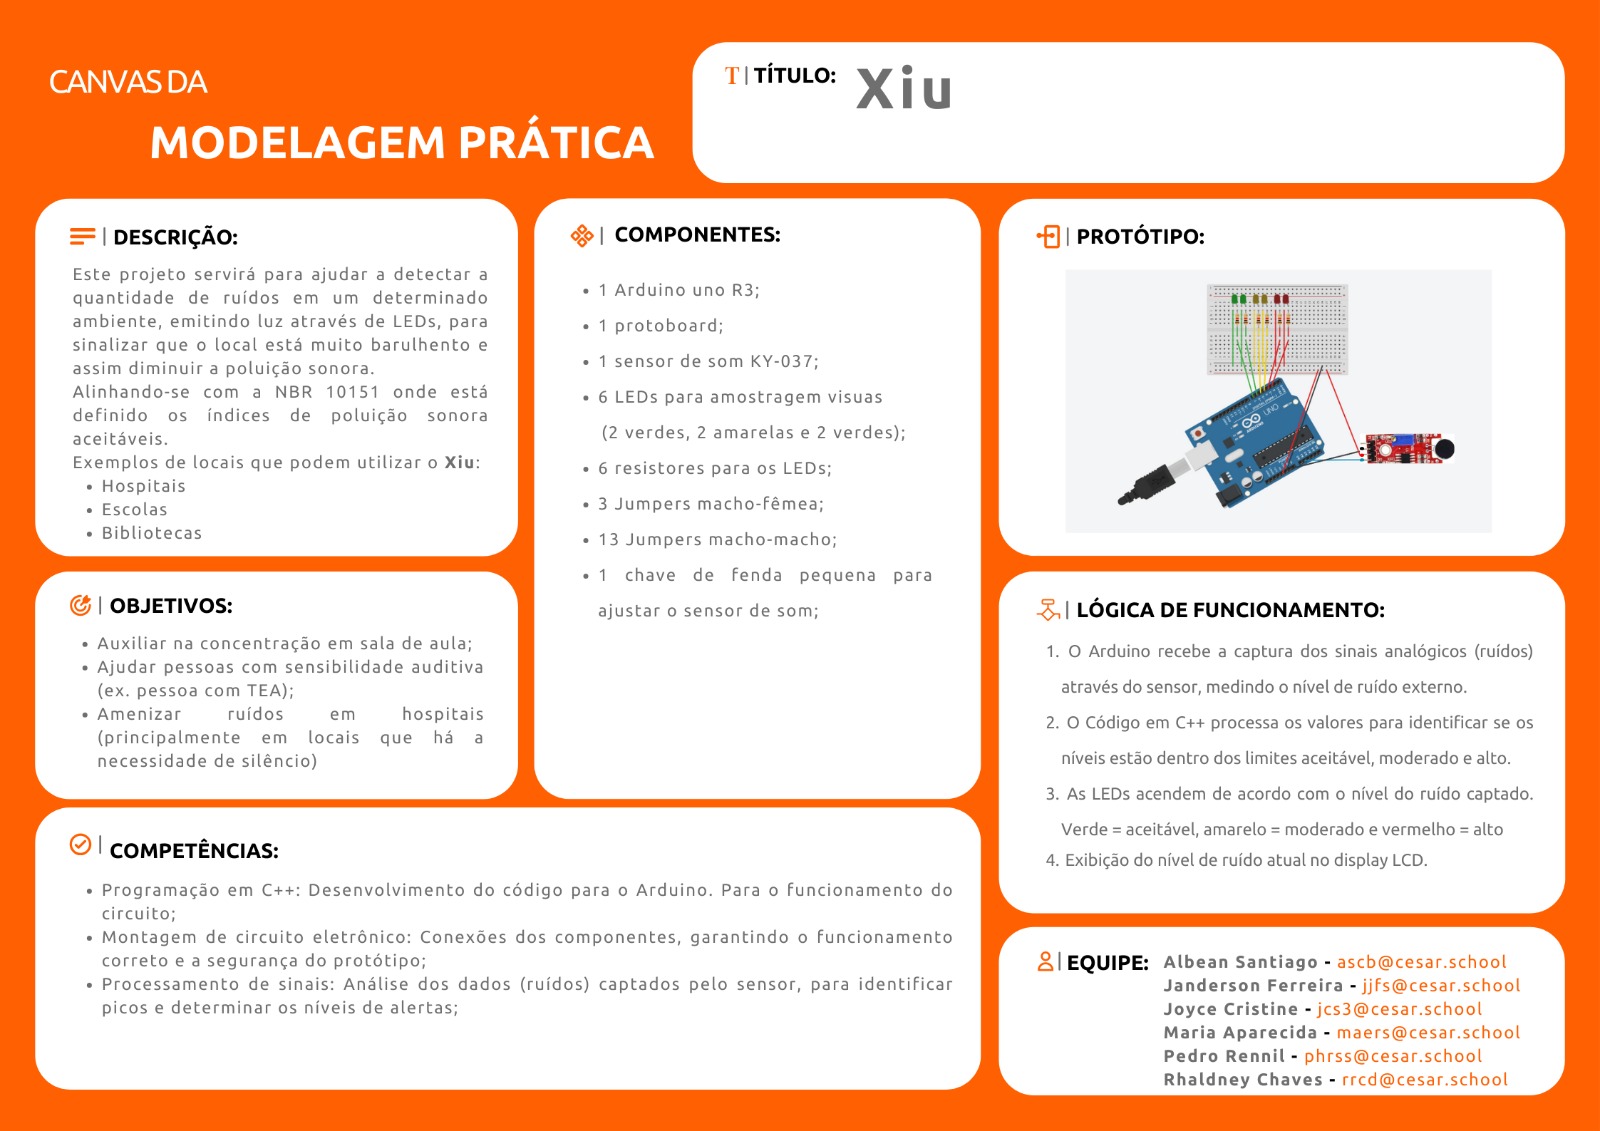 CANVAS DA
MODELAGEM PRÁTICA
T | TÍTULO: Xiu
| DESCRIÇÃO:
Este projeto servirá para ajudar a detectar a
quantidade de ruídos em um determinado
ambiente, emitindo luz através de LEDs, para
sinalizar que o local está muito barulhento e
assim diminuir a poluição sonora.
Alinhando-se com a NBR 10151 onde está
definido os índices de poluição sonora
aceitáveis.
Exemplos de locais que podem utilizar o Xiu:
• Hospitais
• Escolas
• Bibliotecas
| OBJETIVOS:
• Auxiliar na concentração em sala de aula;
• Ajudar pessoas com sensibilidade auditiva
(ex. pessoa com TEA);
• Amenizar ruídos em hospitais
(principalmente em locais que há a
necessidade de silêncio)
| COMPONENTES:
• 1 Arduino uno R3;
• 1 protoboard;
• 1 sensor de som KY-037;
• 6 LEDs para amostragem visuas
(2 verdes, 2 amarelas e 2 verdes);
• 6 resistores para os LEDs;
• 3 Jumpers macho-fêmea;
• 13 Jumpers macho-macho;
• 1 chave de fenda pequena para
ajustar o sensor de som;
| COMPETÊNCIAS:
• Programação em C++: Desenvolvimento do código para o Arduino. Para o funcionamento do
circuito;
• Montagem de circuito eletrônico: Conexões dos componentes, garantindo o funcionamento
correto e a segurança do protótipo;
• Processamento de sinais: Análise dos dados (ruídos) captados pelo sensor, para identificar
picos e determinar os níveis de alertas;
| PROTÓTIPO:
UNO
| LÓGICA DE FUNCIONAMENTO:
1. O Arduino recebe a captura dos sinais analógicos (ruídos)
através do sensor, medindo o nível de ruído externo.
2. O Código em C++ processa os valores para identificar se os
níveis estão dentro dos limites aceitável, moderado e alto.
3. As LEDs acendem de acordo com o nível do ruído captado.
Verde = aceitável, amarelo = moderado e vermelho = alto
4. Exibição do nível de ruído atual no display LCD.
| EQUIPE:
Albean Santiago - ascb@cesar.school
Janderson Ferreira - jjfs@cesar.school
Joyce Cristine - jcs3@cesar.school
Maria Aparecida - maers@cesar.school
Pedro Rennil - phrss@cesar.school
Rhaldney Chaves - rrcd@cesar.school